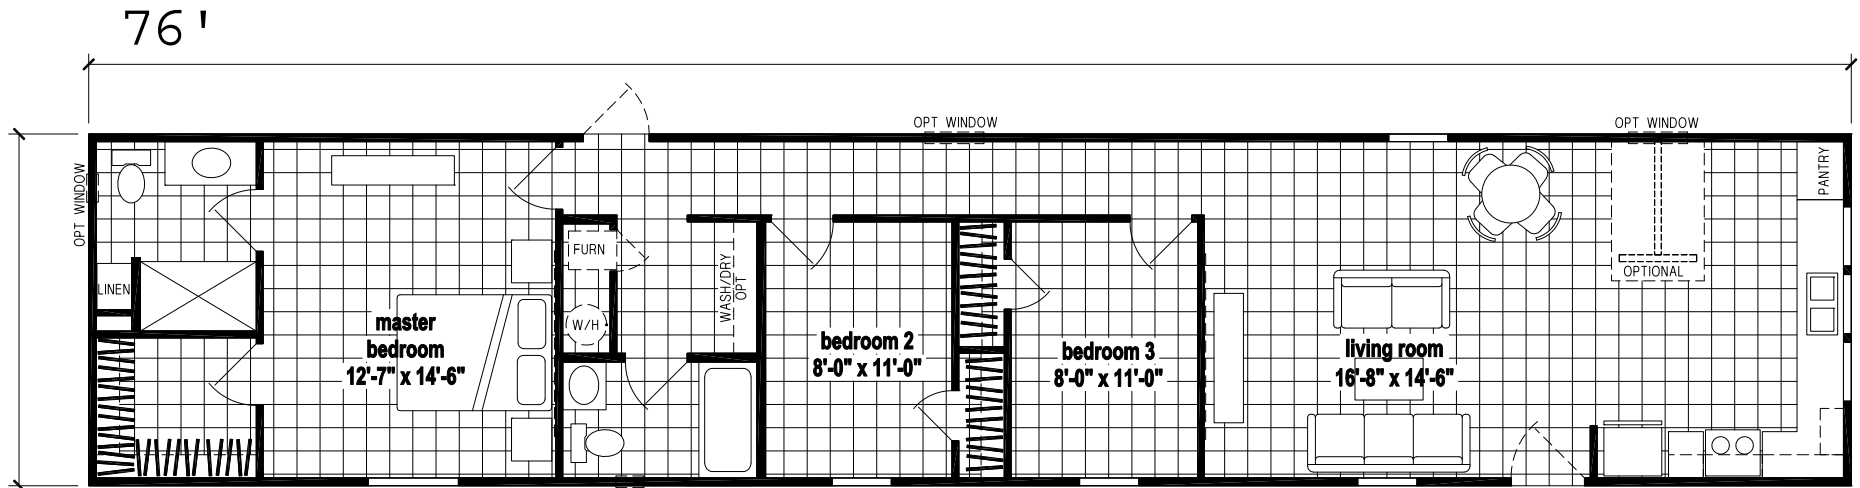 76'
OPT WINDOW
OPT WINDOW
OPT WINDOW
PANTRY
FURN
WASH/DRY
OPT
OPTIONAL
LINEN
W/H
master
bedroom
12'-7" x 14'-6"
bedroom 2
8'-0" x 11'-0"
bedroom 3
8'-0" x 11'-0"
living room
16'-8" x 14'-6"